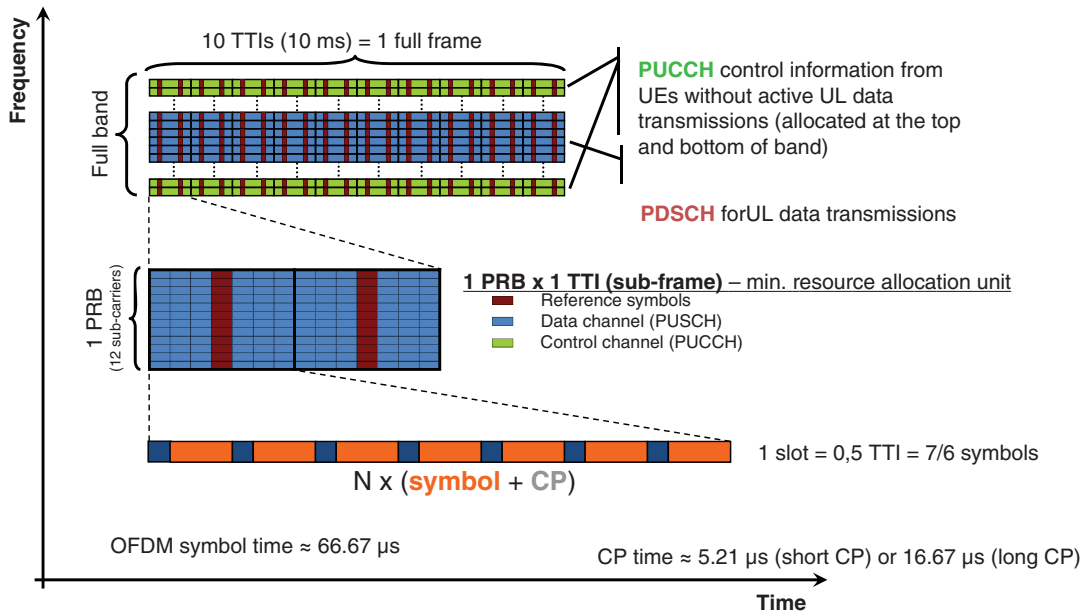 Frequency
10 TTIs (10 ms) = 1 full frame
Full band
PUCCH control information from
UEs without active UL data
transmissions (allocated at the top
and bottom of band)
PDSCH forUL data transmissions
1 PRB
(12 sub-carriers)
1 PRB x 1 TTI (sub-frame) – min. resource allocation unit
Reference symbols
Data channel (PUSCH)
Control channel (PUCCH)
1 slot = 0,5 TTI = 7/6 symbols
N x (symbol + CP)
OFDM symbol time ≈ 66.67 µs
CP time ≈ 5.21 µs (short CP) or 16.67 µs (long CP)
Time